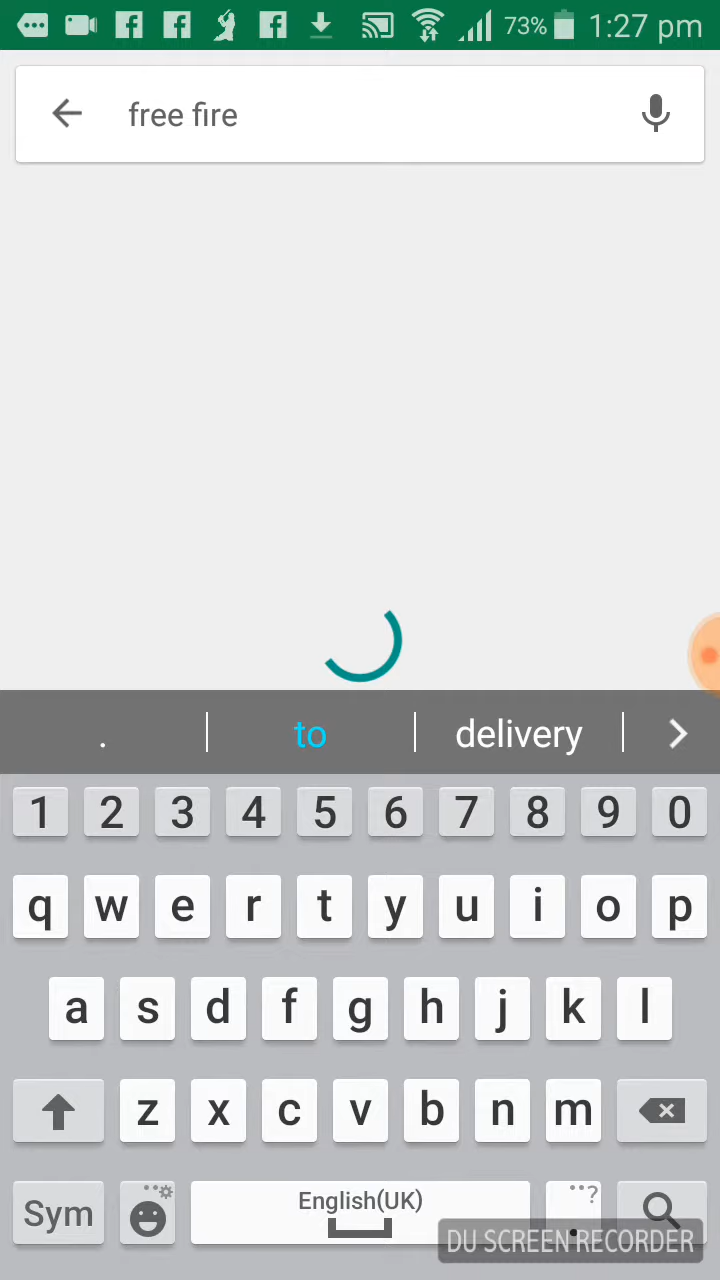 73% 1:27 pm
free fire
. to delivery
1 2 3 4 5 6 7 8 9 0
q w e r t y u i o p
a s d f g h j k l
z x c v b n m
Sym English(UK) ?
.
DU SCREEN RECORDER